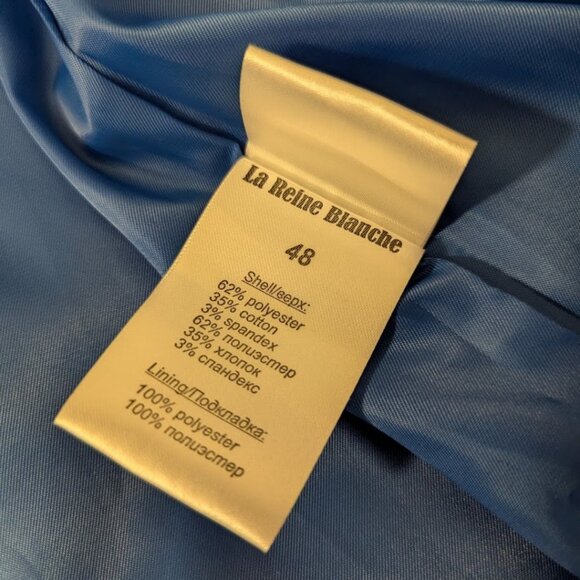 La Reine Blanche
48
Shell/верх:
62% polyester
35% cotton
3% spandex
62% полиэстер
35% хлопок
3% спандекс
Lining/Подкладка:
100% polyester
100% полиэстер